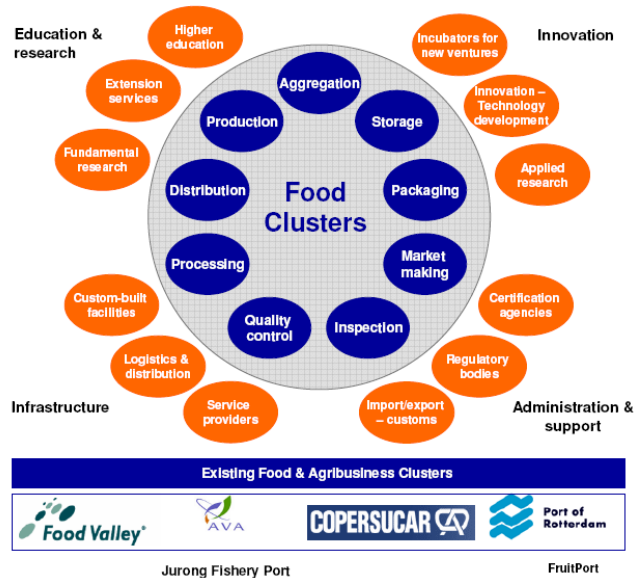 Education &
research
Higher
education
Extension
services
Fundamental
research
Incubators for
new ventures
Innovation
Innovation –
Technology
development
Applied
research
Aggregation
Production
Storage
Distribution
Food
Clusters
Packaging
Processing
Market
making
Quality
control
Inspection
Custom-built
facilities
Logistics &
distribution
Service
providers
Infrastructure
Certification
agencies
Regulatory
bodies
Import/export
– customs
Administration &
support
Existing Food & Agribusiness Clusters
Food Valley
AVA
COPERSUCAR
Port of
Rotterdam
Jurong Fishery Port
FruitPort